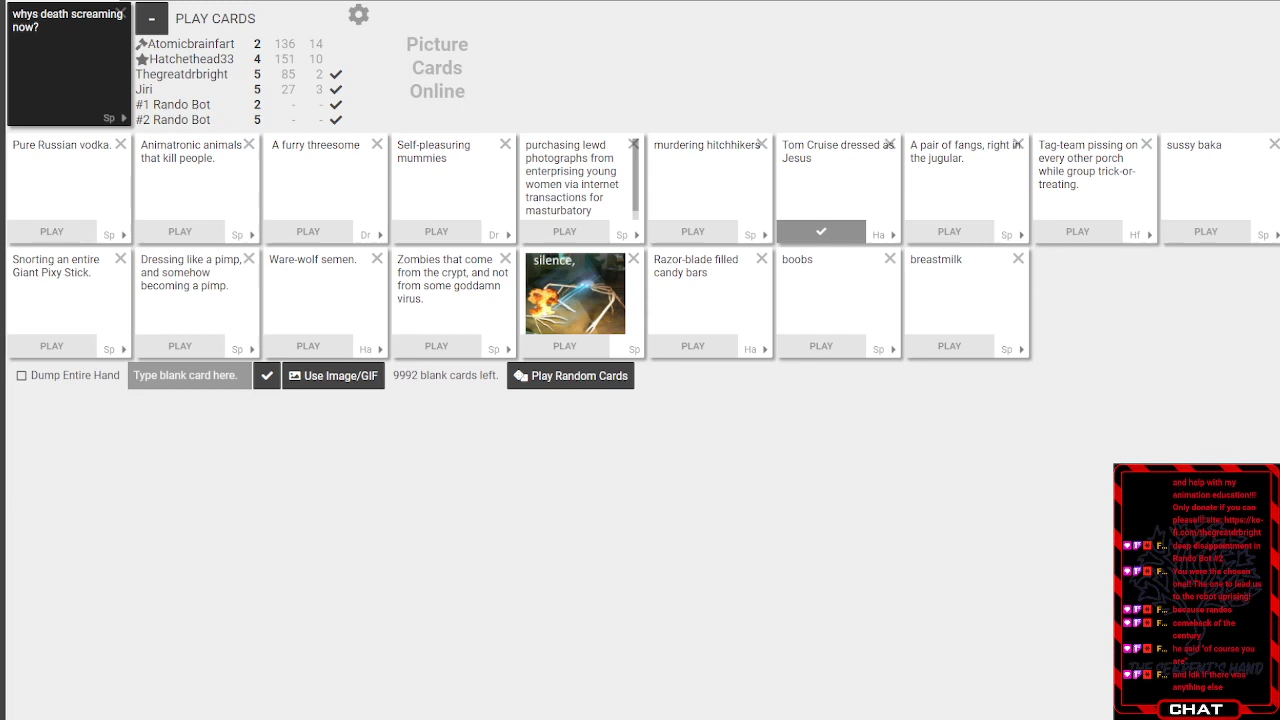 whys death screaming
now?
Sp
-
PLAY CARDS
Atomicbrainfart 2 136 14
Hatchethead33 4 151 10
Thegreatdrbright 5 85 2
Jiri 5 27 3
#1 Rando Bot 2 - -
#2 Rando Bot 5 - -
Picture
Cards
Online
Pure Russian vodka.
PLAY Sp
Animatronic animals
that kill people.
PLAY Sp
A furry threesome
PLAY Dr
Self-pleasuring
mummies
PLAY Dr
purchasing lewd
photographs from
enterprising young
women via internet
transactions for
masturbatory
PLAY Sp
murdering hitchhikers
PLAY Sp
Tom Cruise dressed as
Jesus
Ha
A pair of fangs, right in
the jugular.
PLAY Sp
Tag-team pissing on
every other porch
while group trick-or-
treating.
PLAY Hf
sussy baka
PLAY Sp
Snorting an entire
Giant Pixy Stick.
PLAY Sp
Dressing like a pimp,
and somehow
becoming a pimp.
PLAY Sp
Ware-wolf semen.
PLAY Ha
Zombies that come
from the crypt, and not
from some goddamn
virus.
PLAY Sp
silence,
PLAY Sp
Razor-blade filled
candy bars
PLAY Ha
boobs
PLAY Sp
breastmilk
PLAY Sp
Dump Entire Hand
Type blank card here.
Use Image/GIF
9992 blank cards left.
Play Random Cards
and help with my
animation education!!!
Only donate if you can
please!!! site: https://ko-
fi.com/thegreatdrbright
F... deep disappointment in
Rando Bot #2
F... You were the chosen
one!! The one to lead us
to the robot uprising!
F... because randos
F... comeback of the
century
F... he said "of course you
are"
F... and idk if there was
anything else
THE SERPENT'S HAND
CHAT